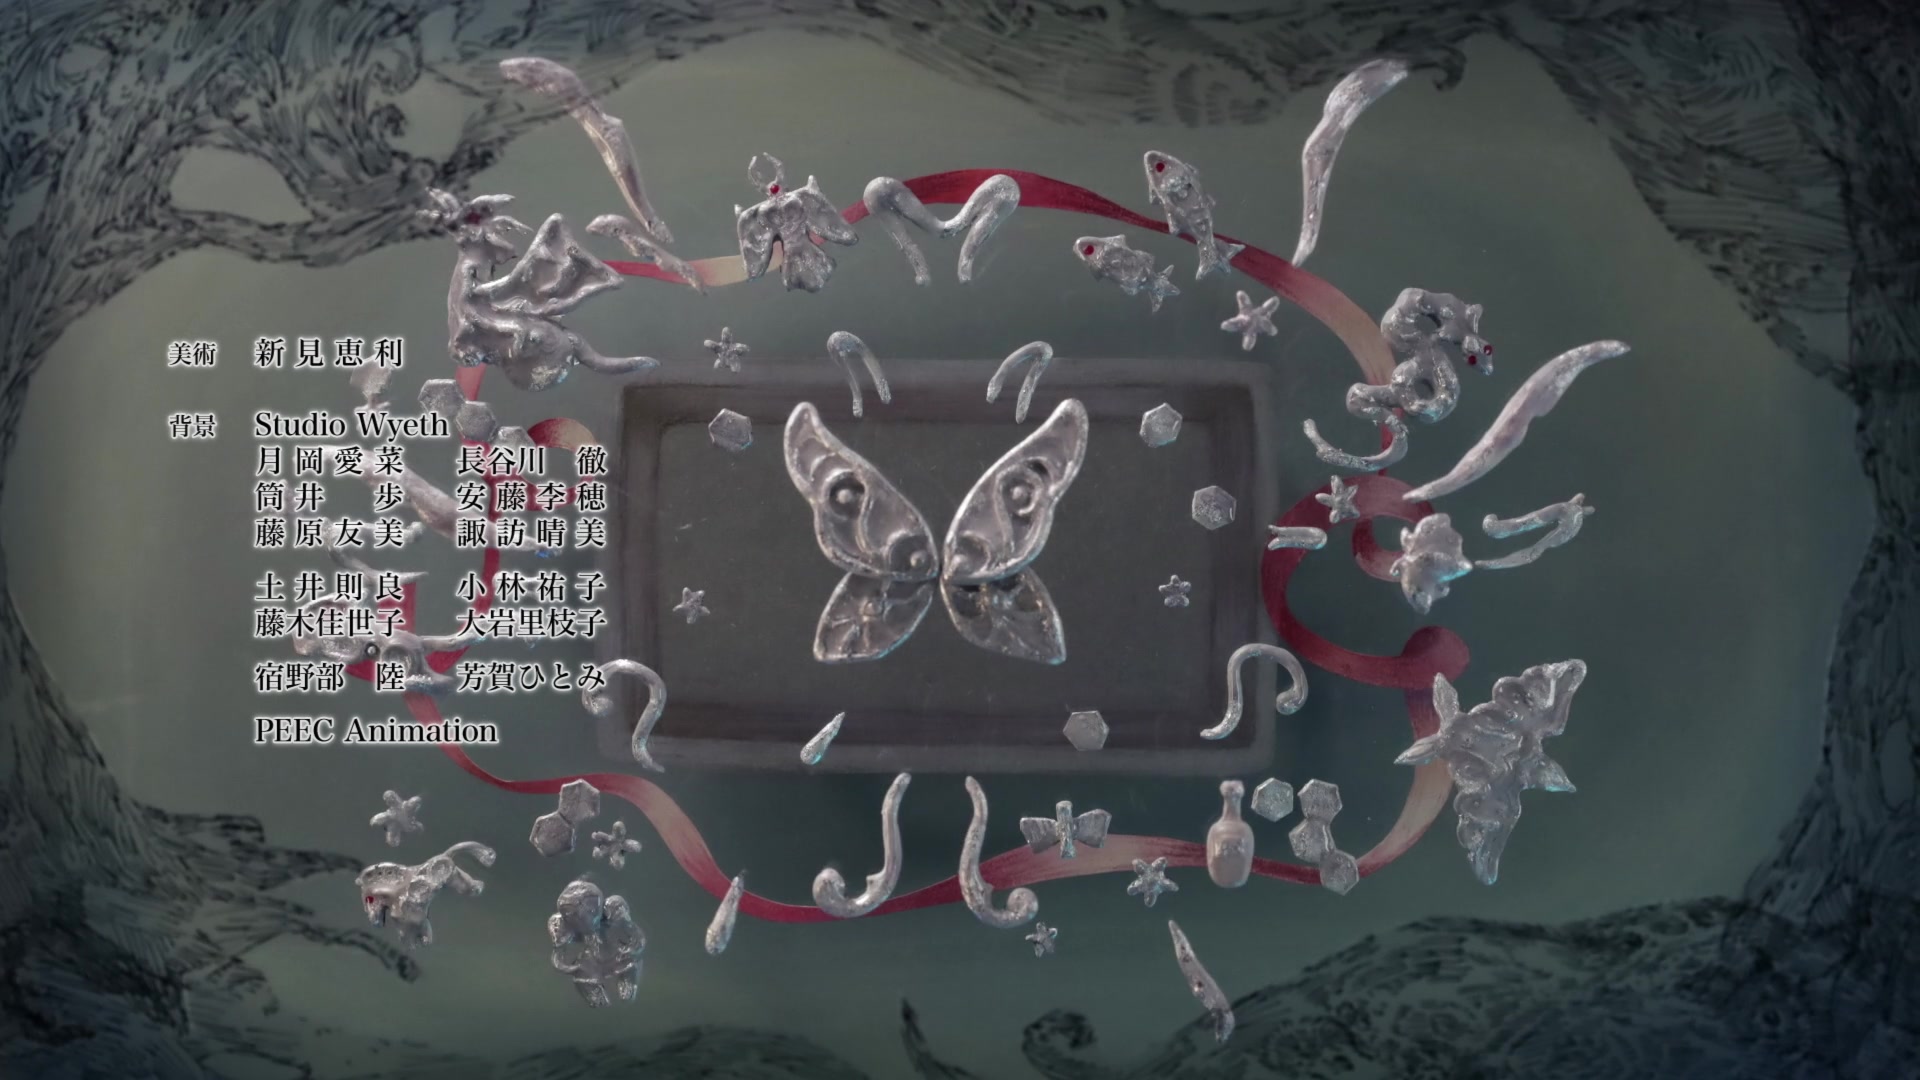 美術 新見恵利
背景 Studio Wyeth
月岡愛菜 長谷川 徹
筒井 歩 安藤李穂
藤原友美 諏訪晴美
土井則良 小林祐子
藤木佳世子 大岩里枝子
宿野部 陸 芳賀ひとみ
PEEC Animation